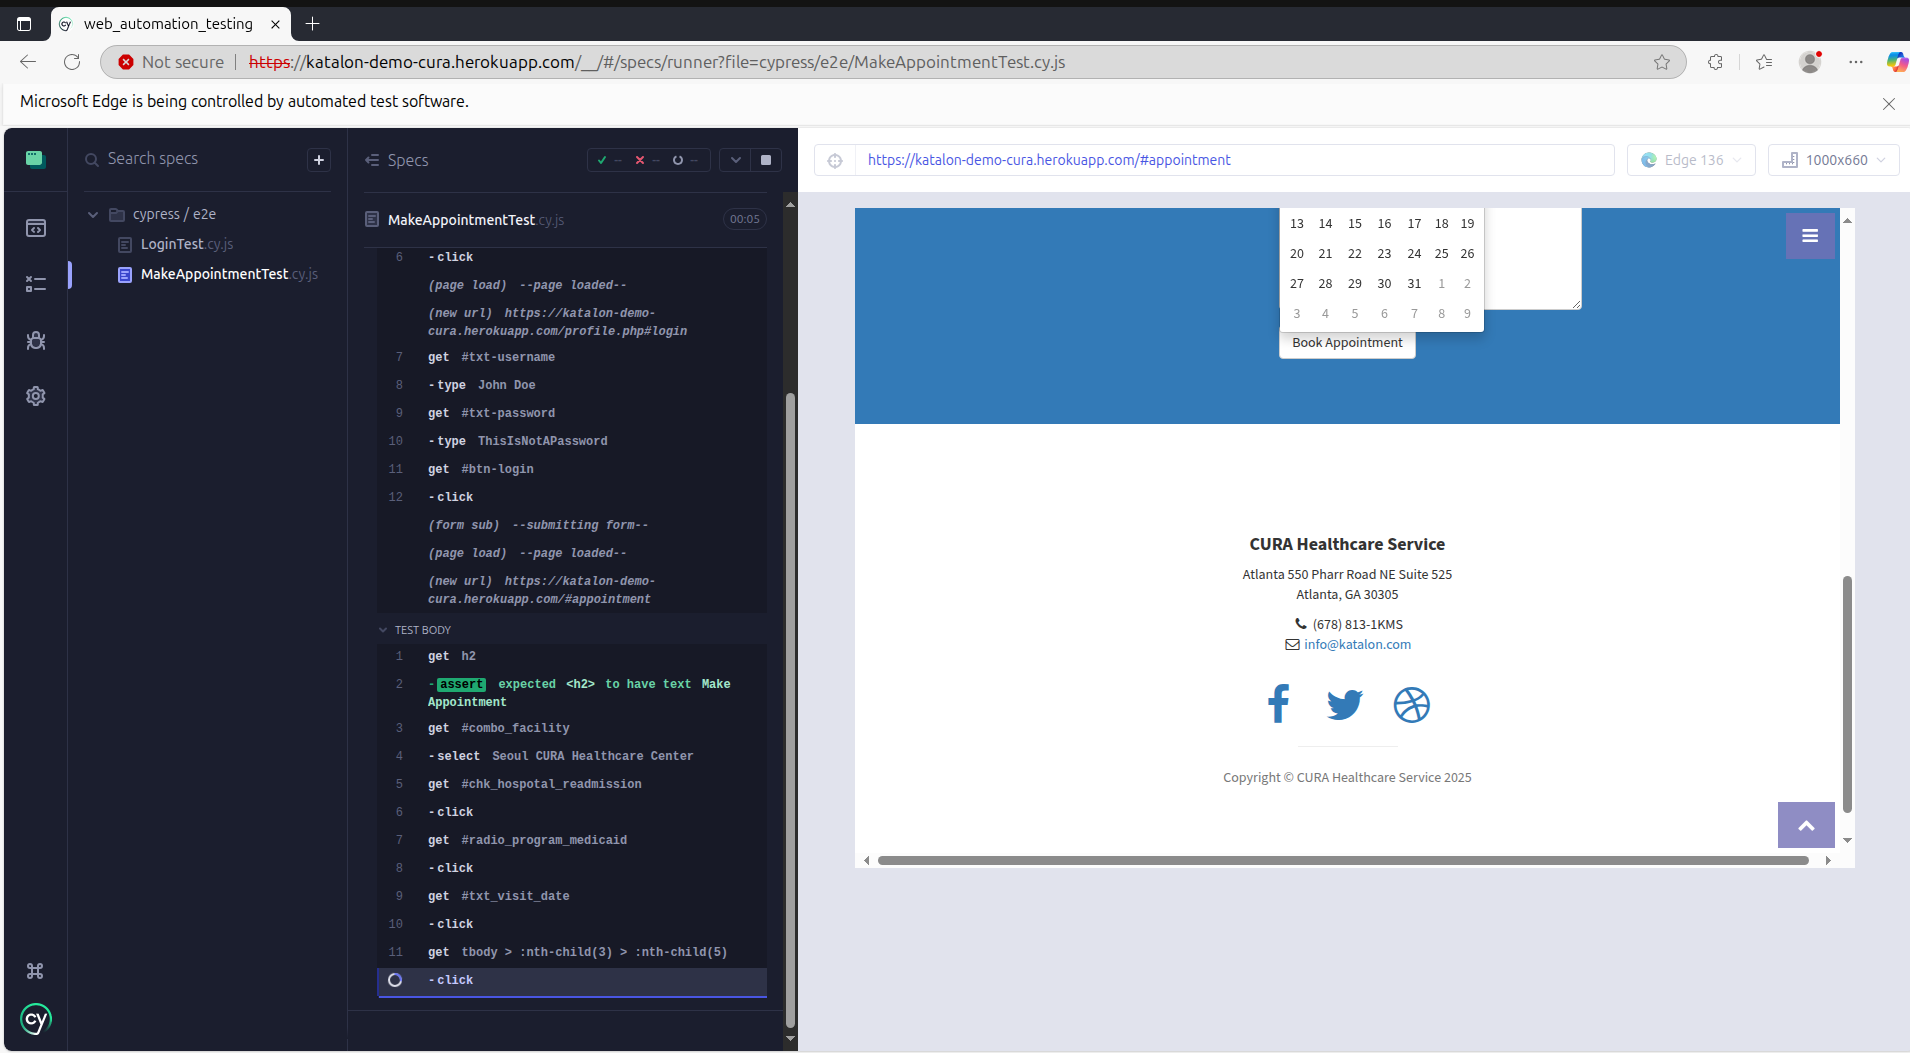 web_automation_testing
Not secure https://katalon-demo-cura.herokuapp.com/__/#/specs/runner?file=cypress/e2e/MakeAppointmentTest.cy.js
Microsoft Edge is being controlled by automated test software.
Search specs
cypress / e2e
LoginTest.cy.js
MakeAppointmentTest.cy.js
cy
Specs
-- -- --
MakeAppointmentTest.cy.js 00:05
6 -click
(page load) --page loaded--
(new url) https://katalon-demo-
cura.herokuapp.com/profile.php#login
7 get #txt-username
8 -type John Doe
9 get #txt-password
10 -type ThisIsNotAPassword
11 get #btn-login
12 -click
(form sub) --submitting form--
(page load) --page loaded--
(new url) https://katalon-demo-
cura.herokuapp.com/#appointment
TEST BODY
1 get h2
2 -assert expected <h2> to have text Make
Appointment
3 get #combo_facility
4 -select Seoul CURA Healthcare Center
5 get #chk_hospotal_readmission
6 -click
7 get #radio_program_medicaid
8 -click
9 get #txt_visit_date
10 -click
11 get tbody > :nth-child(3) > :nth-child(5)
-click
https://katalon-demo-cura.herokuapp.com/#appointment
Edge 136
1000x660
13 14 15 16 17 18 19
20 21 22 23 24 25 26
27 28 29 30 31 1 2
3 4 5 6 7 8 9
Book Appointment
CURA Healthcare Service
Atlanta 550 Pharr Road NE Suite 525
Atlanta, GA 30305
(678) 813-1KMS
info@katalon.com
Copyright © CURA Healthcare Service 2025